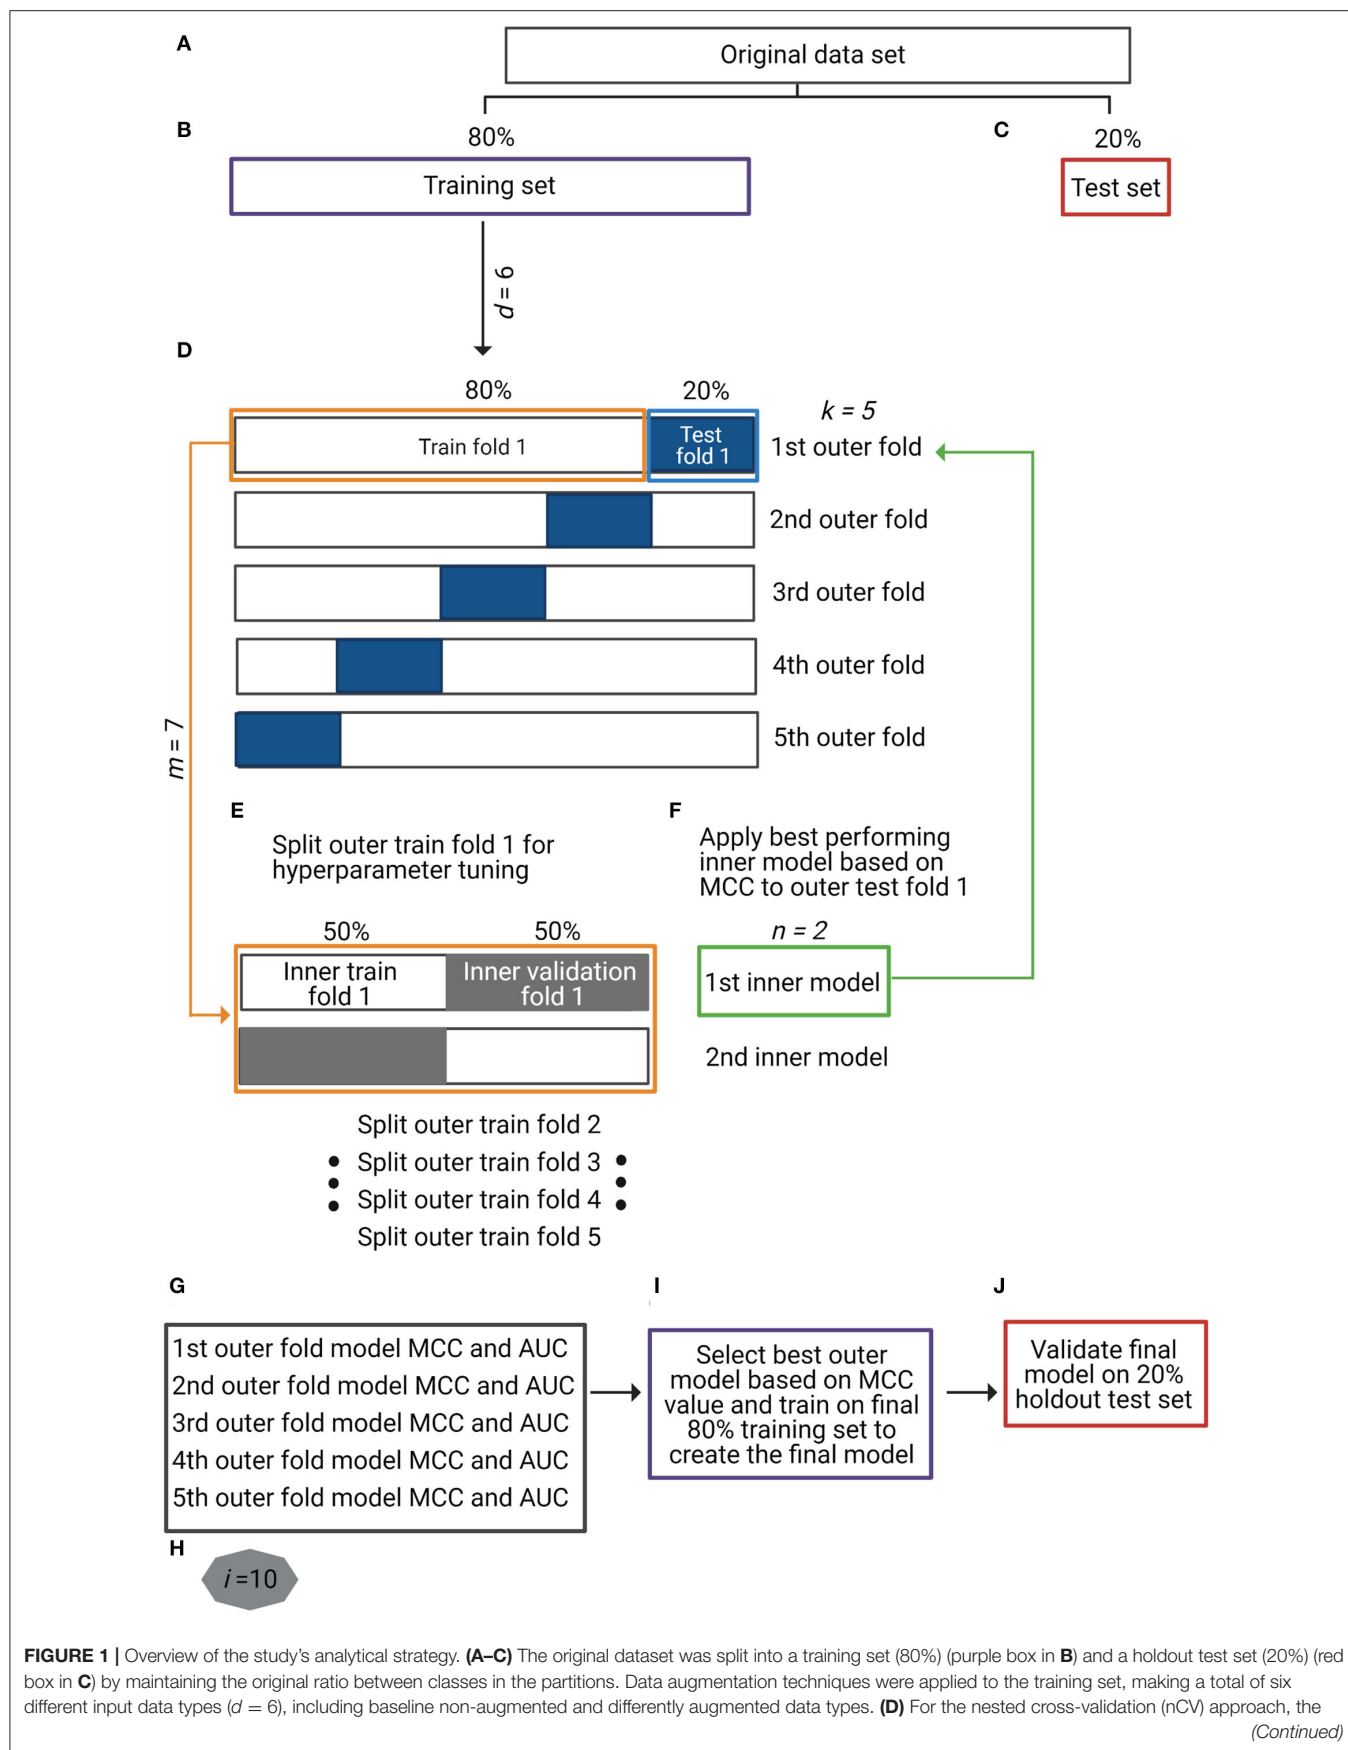 A
Original data set
B
80%
Training set
C
20%
Test set
d = 6
D
80%
20%
k = 5
Train fold 1
Test
fold 1
1st outer fold
2nd outer fold
3rd outer fold
4th outer fold
5th outer fold
m = 7
E
Split outer train fold 1 for
hyperparameter tuning
50%
50%
Inner train
fold 1
Inner validation
fold 1
F
Apply best performing
inner model based on
MCC to outer test fold 1
n = 2
1st inner model
2nd inner model
Split outer train fold 2
Split outer train fold 3
Split outer train fold 4
Split outer train fold 5
G
1st outer fold model MCC and AUC
2nd outer fold model MCC and AUC
3rd outer fold model MCC and AUC
4th outer fold model MCC and AUC
5th outer fold model MCC and AUC
H
i =10
I
Select best outer
model based on MCC
value and train on final
80% training set to
create the final model
J
Validate final
model on 20%
holdout test set
FIGURE 1 | Overview of the study's analytical strategy. (A–C) The original dataset was split into a training set (80%) (purple box in B) and a holdout test set (20%) (red
box in C) by maintaining the original ratio between classes in the partitions. Data augmentation techniques were applied to the training set, making a total of six
different input data types (d = 6), including baseline non-augmented and differently augmented data types. (D) For the nested cross-validation (nCV) approach, the
(Continued)